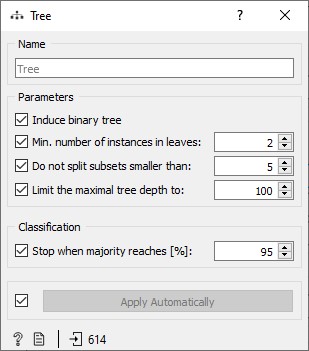 Tree
?
Name
Tree
Parameters
Induce binary tree
Min. number of instances in leaves: 2
Do not split subsets smaller than: 5
Limit the maximal tree depth to: 100
Classification
Stop when majority reaches [%]: 95
Apply Automatically
? 614